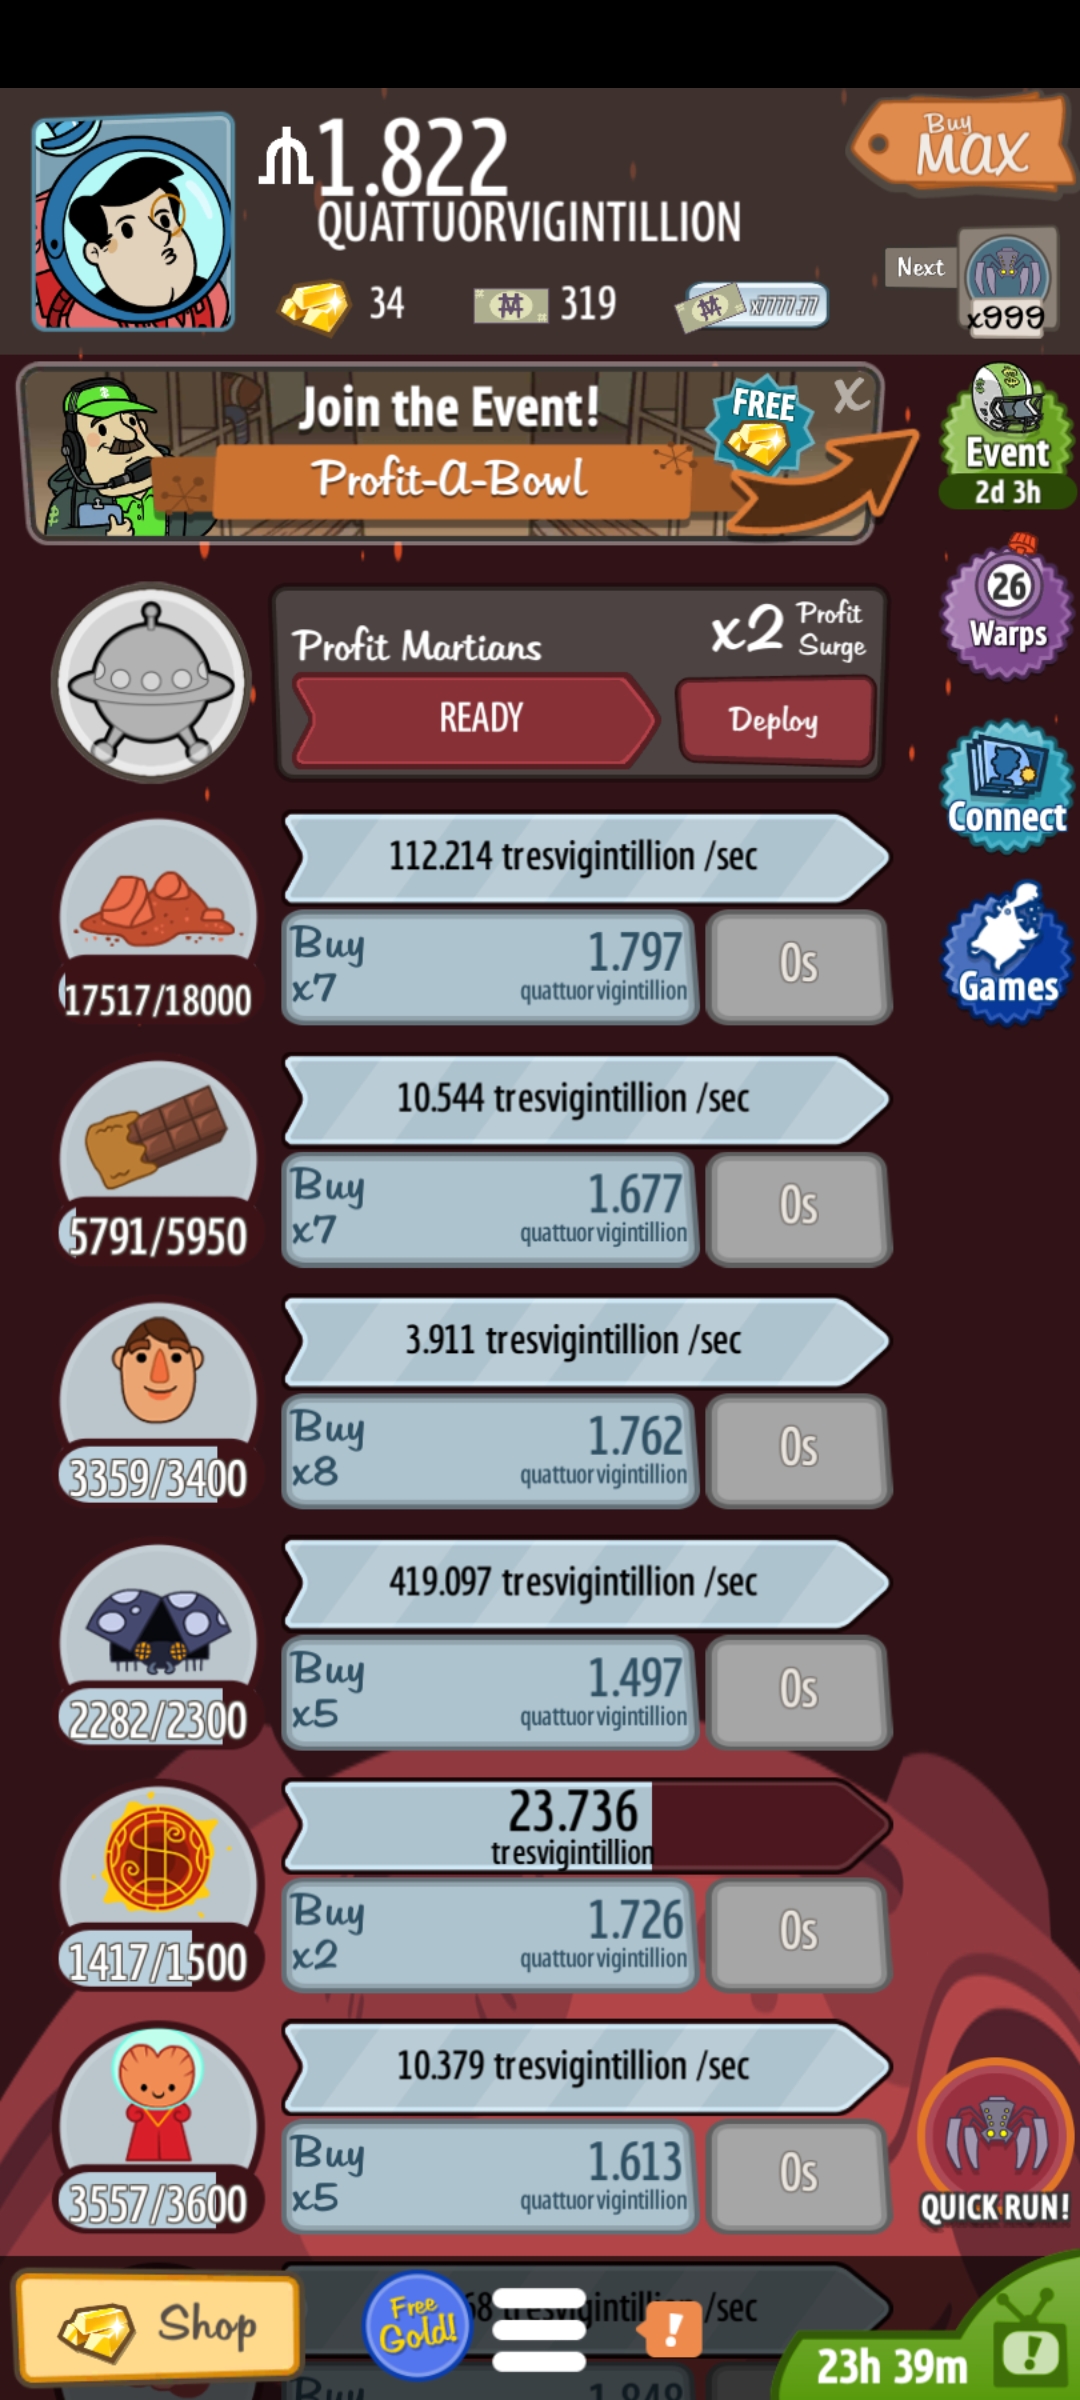 1.822
QUATTUORVIGINTILLION
Buy
MAX
34
319
x7777.77
Next
x999
Join the Event!
Profit-A-Bowl
FREE
X
Event
2d 3h
Profit Martians
x2 Profit Surge
READY
Deploy
26
Warps
Connect
Games
112.214 tresvigintillion /sec
17517/18000
Buy x7
1.797
quattuorvigintillion
0s
10.544 tresvigintillion /sec
5791/5950
Buy x7
1.677
quattuorvigintillion
0s
3.911 tresvigintillion /sec
3359/3400
Buy x8
1.762
quattuorvigintillion
0s
419.097 tresvigintillion /sec
2282/2300
Buy x5
1.497
quattuorvigintillion
0s
23.736
tresvigintillion
1417/1500
Buy x2
1.726
quattuorvigintillion
0s
10.379 tresvigintillion /sec
3557/3600
Buy x5
1.613
quattuorvigintillion
0s
QUICK RUN!
Shop
Free Gold!
/sec
!
23h 39m
!